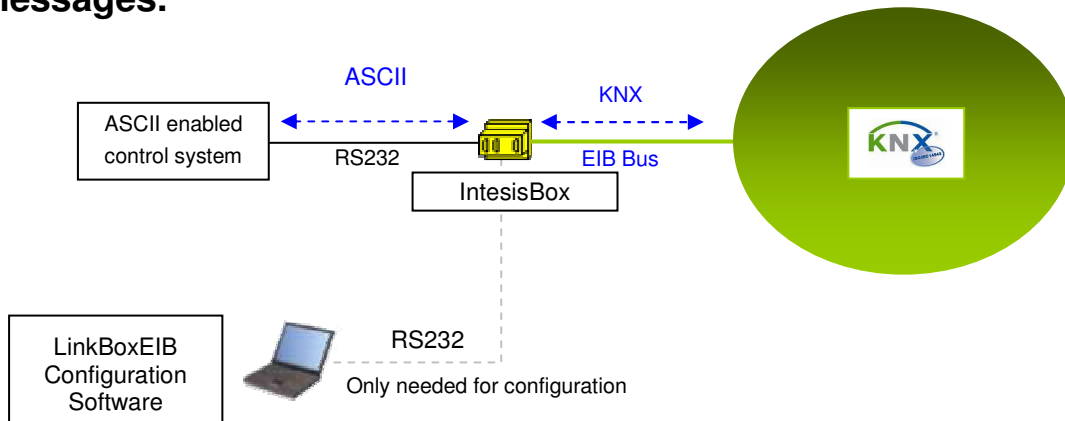 nessages.
ASCII
KNX
ASCII enabled
control system
RS232
EIB Bus
KNX
IntesisBox
RS232
LinkBoxEIB
Configuration
Software
Only needed for configuration